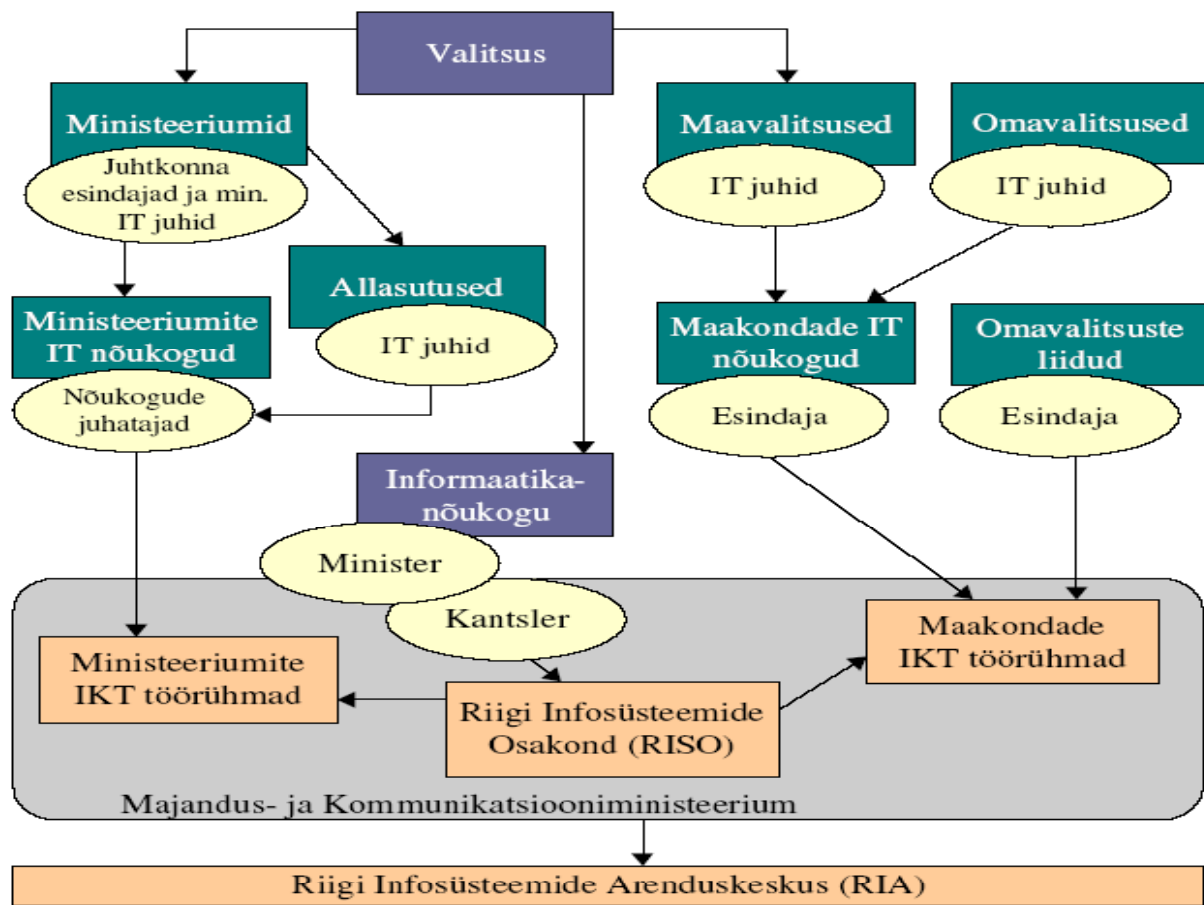 Valitsus
Ministeeriumid
Juhtkonna
esindajad ja min.
IT juhid
Maavalitsused
IT juhid
Omavalitsused
IT juhid
Allasutused
IT juhid
Ministeeriumite
IT nõukogud
Nõukogude
juhatajad
Maakondade IT
nõukogud
Esindaja
Omavalitsuste
liidud
Esindaja
Informaatika-
nõukogu
Minister
Kantsler
Ministeeriumite
IKT töörühmad
Maakondade
IKT töörühmad
Riigi Infosüsteemide
Osakond (RISO)
Majandus- ja Kommunikatsiooniministeerium
Riigi Infosüsteemide Arenduskeskus (RIA)